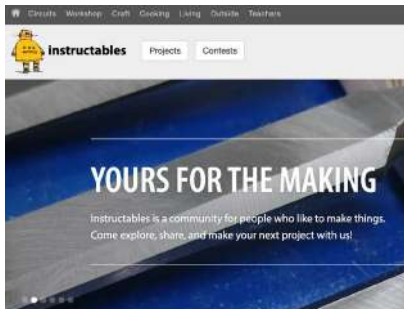 Circuits Workshop Craft Cooking Living Outside Teachers
instructables Projects Contests
YOURS FOR THE MAKING
Instructables is a community for people who like to make things.
Come explore, share, and make your next project with us!